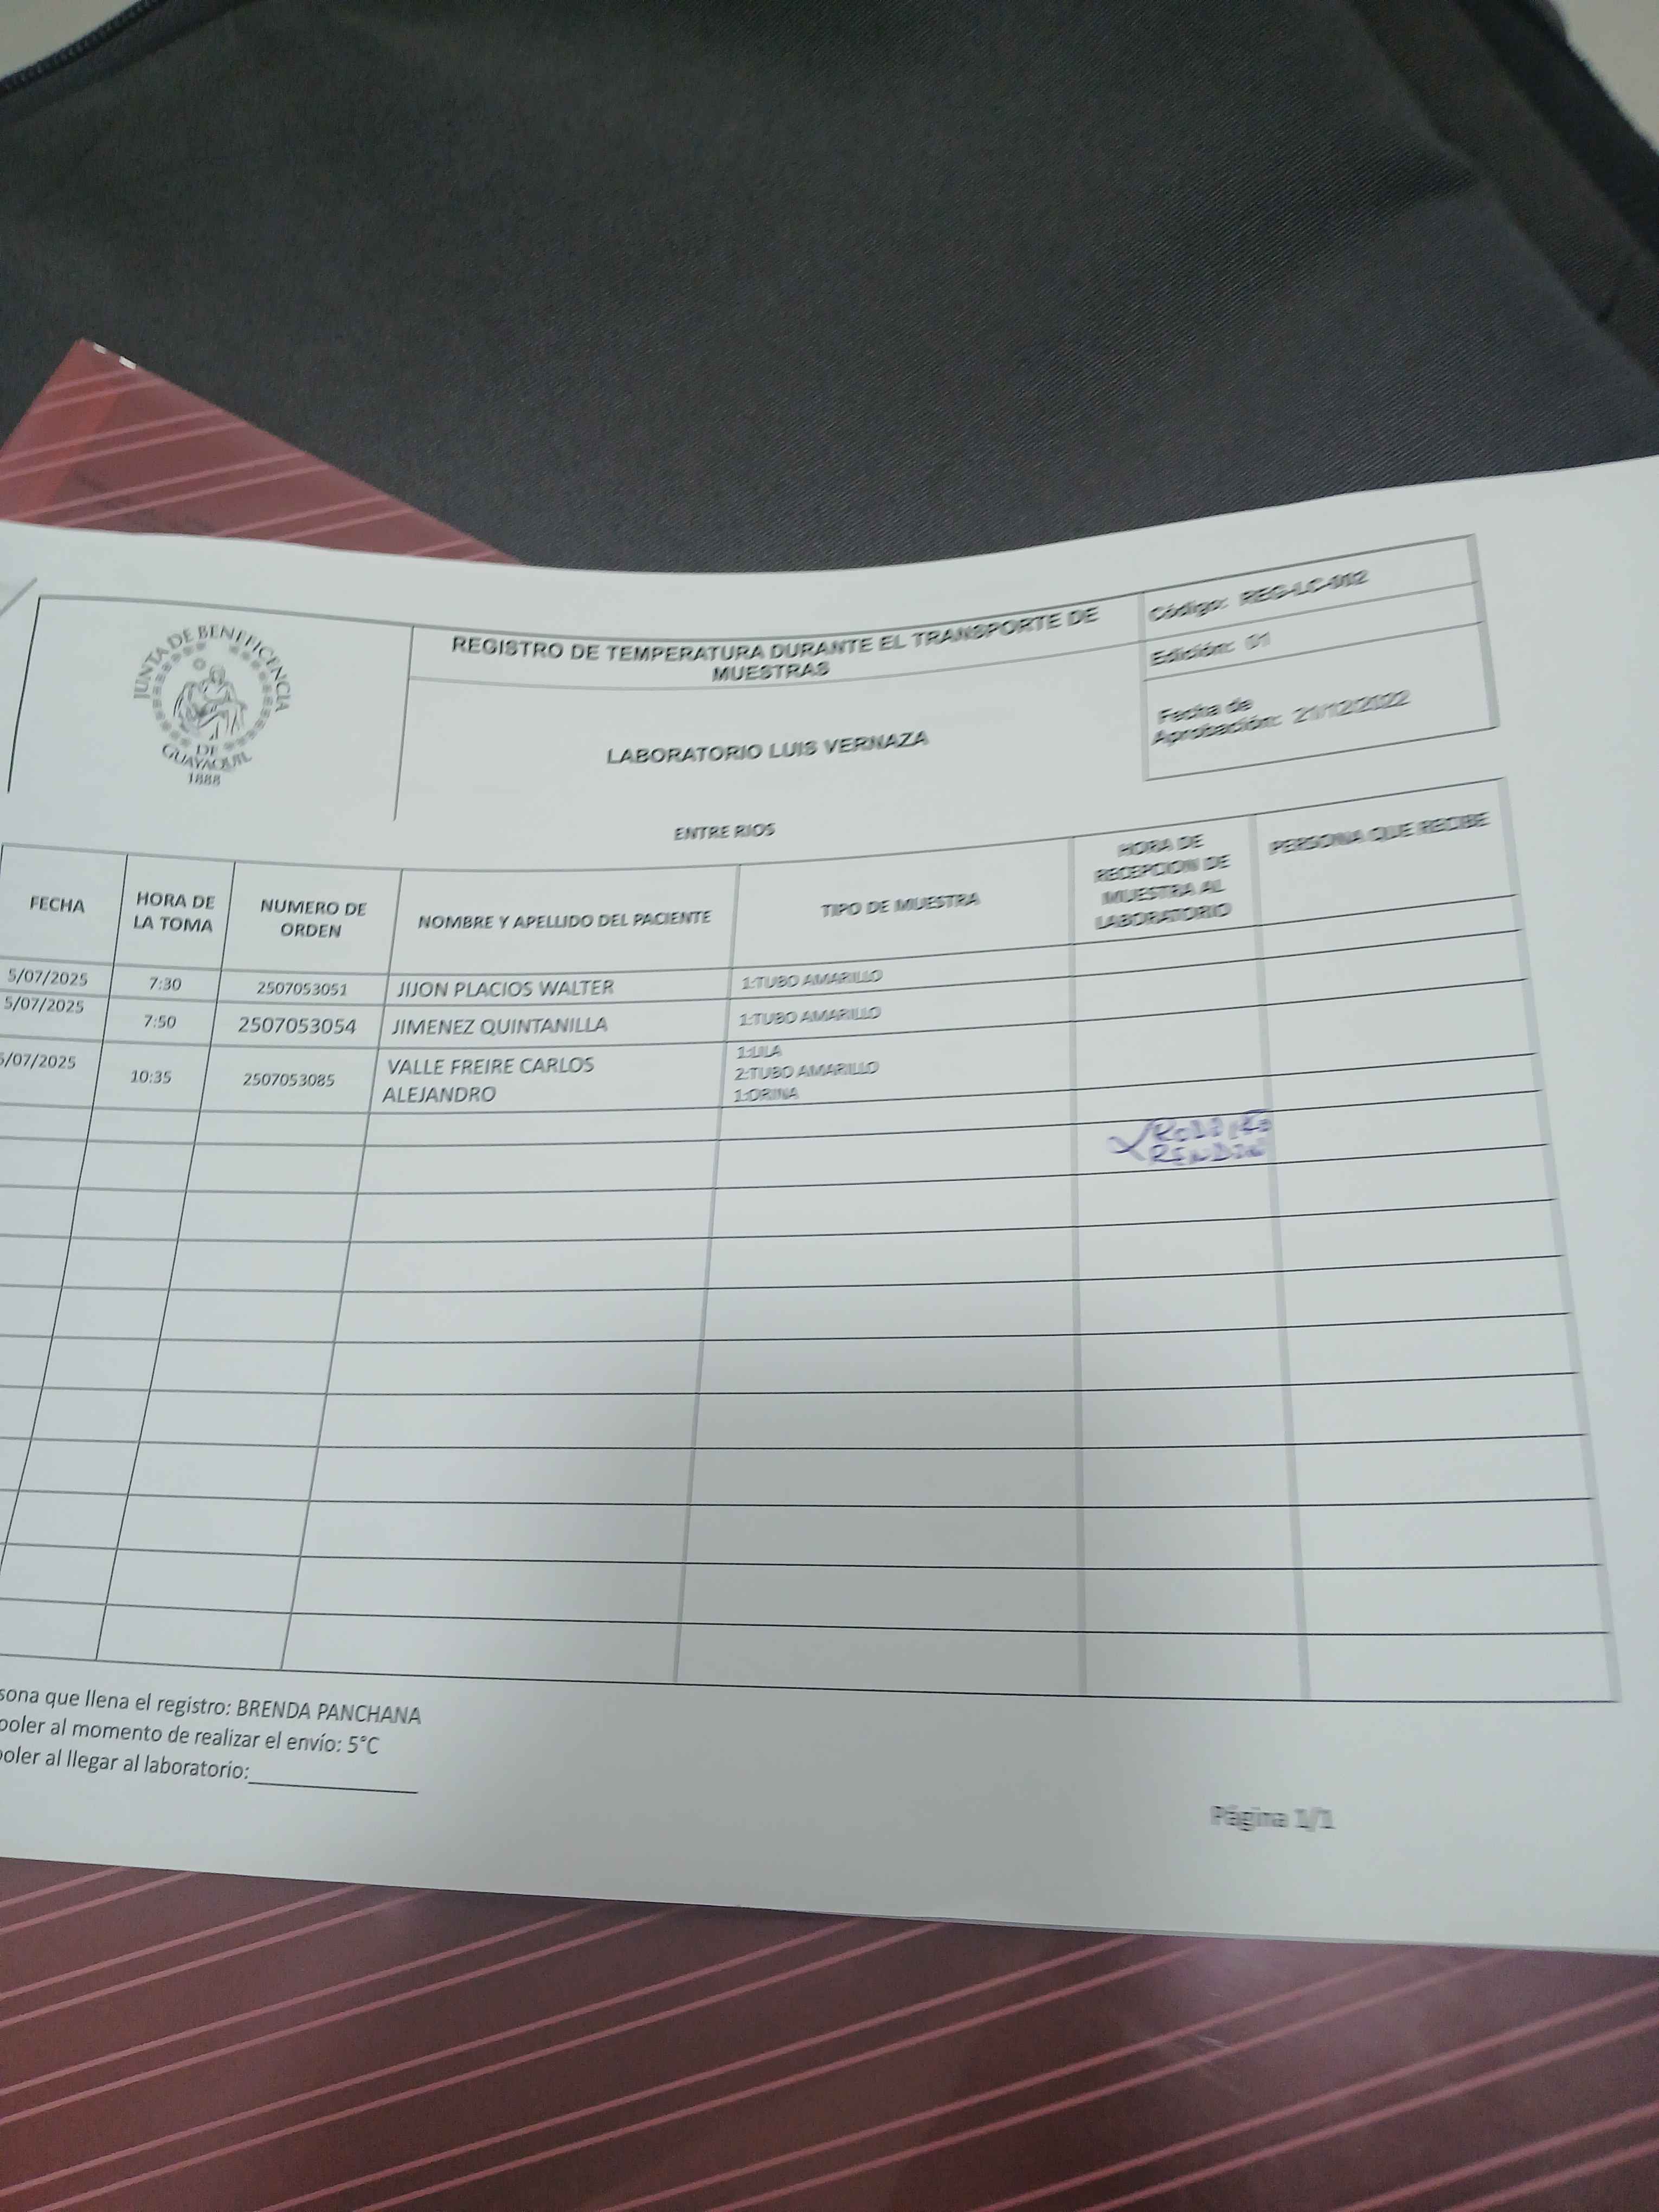 JUNTA DE BENEFICENCIA
DE
GUAYAQUIL
1888
REGISTRO DE TEMPERATURA DURANTE EL TRANSPORTE DE
MUESTRAS
LABORATORIO LUIS VERNAZA
Código: REG-LC-002
Edición: 01
Fecha de
Aprobación: 21/12/2022
ENTRE RIOS
FECHA
HORA DE
LA TOMA
NUMERO DE
ORDEN
NOMBRE Y APELLIDO DEL PACIENTE
TIPO DE MUESTRA
HORA DE
RECEPCION DE
MUESTRA AL
LABORATORIO
PERSONA QUE RECIBE
5/07/2025 7:30 2507053051 JIJON PLACIOS WALTER 1:TUBO AMARILLO
5/07/2025 7:50 2507053054 JIMENEZ QUINTANILLA 1:TUBO AMARILLO
5/07/2025 10:35 2507053085 VALLE FREIRE CARLOS
ALEJANDRO
1:LILA
2:TUBO AMARILLO
1:ORINA
RENDON
sona que llena el registro: BRENDA PANCHANA
ooler al momento de realizar el envío: 5°C
ooler al llegar al laboratorio:
Página 1/1